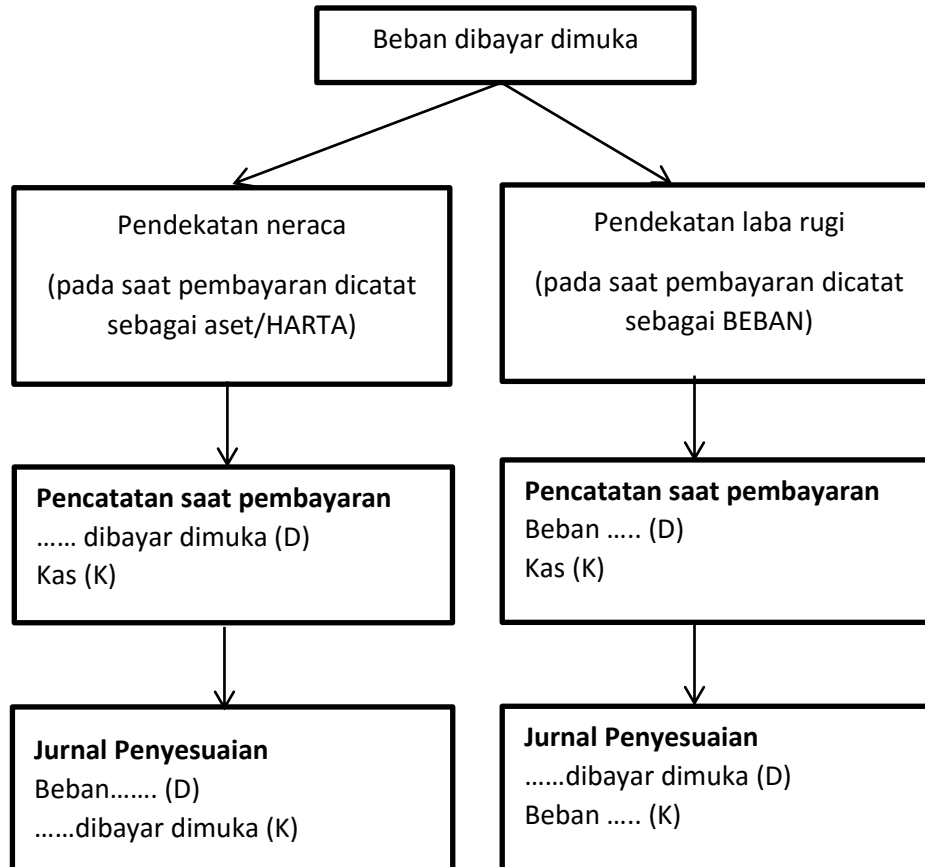 Beban dibayar dimuka
Pendekatan neraca
(pada saat pembayaran dicatat
sebagai aset/HARTA)
Pendekatan laba rugi
(pada saat pembayaran dicatat
sebagai BEBAN)
Pencatatan saat pembayaran
…… dibayar dimuka (D)
Kas (K)
Pencatatan saat pembayaran
Beban ….. (D)
Kas (K)
Jurnal Penyesuaian
Beban……. (D)
……dibayar dimuka (K)
Jurnal Penyesuaian
……dibayar dimuka (D)
Beban ….. (K)